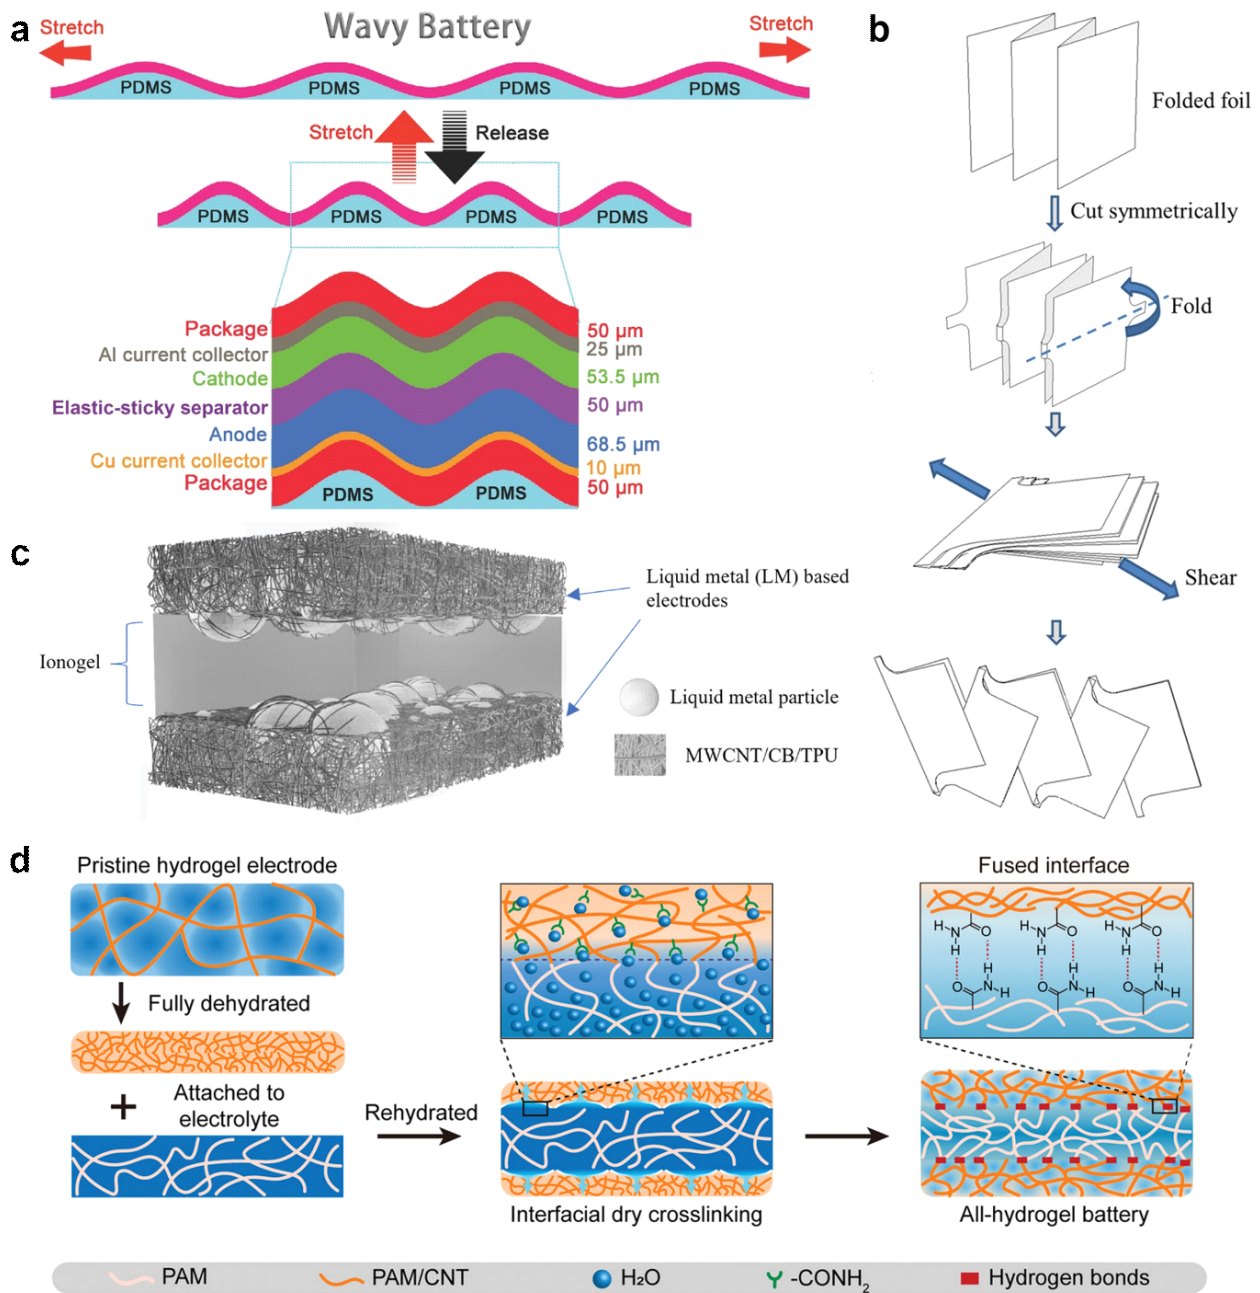 a
Wavy Battery
Stretch
Stretch
PDMS
PDMS
PDMS
PDMS
Stretch
Release
PDMS
PDMS
PDMS
PDMS
Package
50 µm
Al current collector
25 µm
Cathode
53.5 µm
Elastic-sticky separator
50 µm
Anode
68.5 µm
Cu current collector
10 µm
Package
50 µm
PDMS
PDMS
b
Folded foil
Cut symmetrically
Fold
Shear
c
Liquid metal (LM) based
electrodes
Ionogel
Liquid metal particle
MWCNT/CB/TPU
d
Pristine hydrogel electrode
Fully dehydrated
+
Attached to
electrolyte
Rehydrated
Interfacial dry crosslinking
Fused interface
H N O
H
H N O
H
H N O
H
H
O N H
H
O N H
H
O N H
All-hydrogel battery
PAM
PAM/CNT
H₂O
-CONH₂
Hydrogen bonds